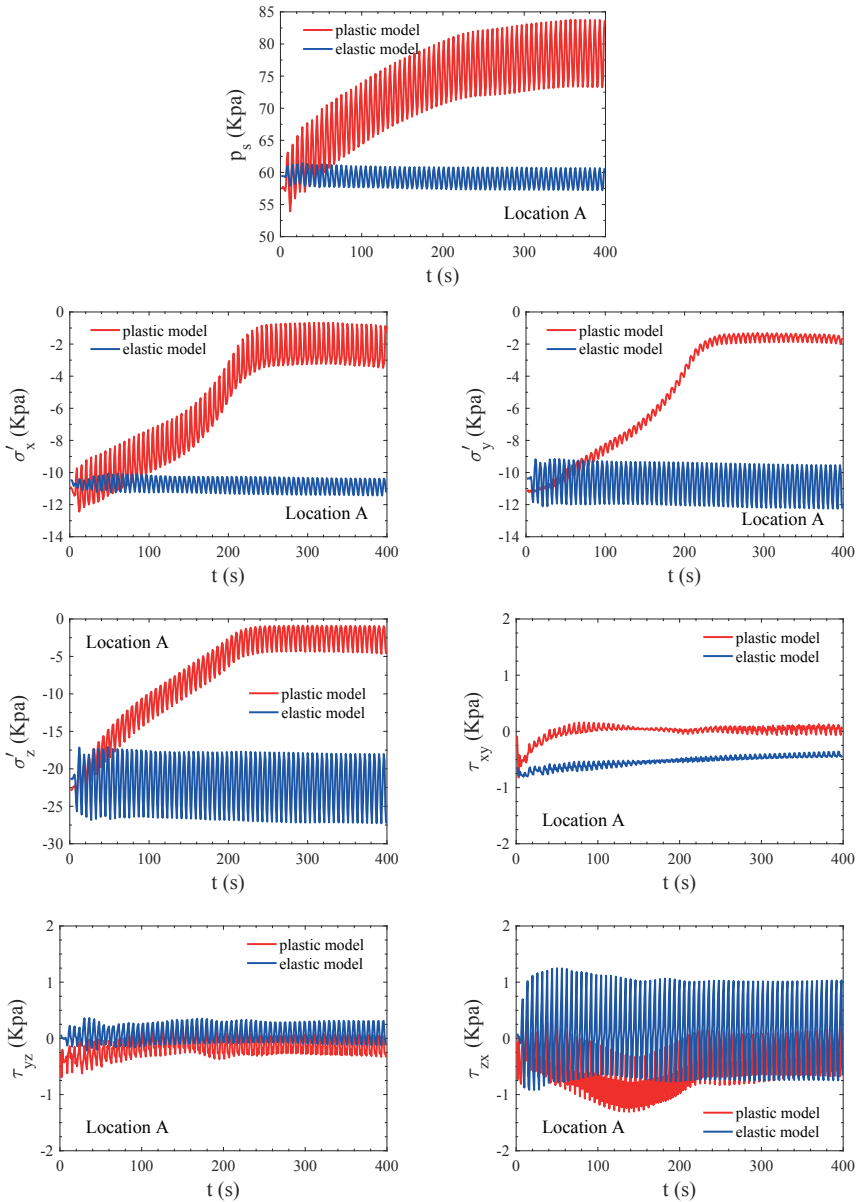 85
80
75
70
65
60
55
50
p_s (Kpa)
plastic model
elastic model
Location A
0 100 200 300 400
t (s)
0
-2
-4
-6
-8
-10
-12
-14
σ'_x (Kpa)
plastic model
elastic model
Location A
0 100 200 300 400
t (s)
0
-2
-4
-6
-8
-10
-12
-14
σ'_y (Kpa)
plastic model
elastic model
Location A
0 100 200 300 400
t (s)
0
-5
-10
-15
-20
-25
-30
σ'_z (Kpa)
Location A
plastic model
elastic model
0 100 200 300 400
t (s)
2
1
0
-1
-2
τ_xy (Kpa)
plastic model
elastic model
Location A
0 100 200 300 400
t (s)
2
1
0
-1
-2
τ_yz (Kpa)
plastic model
elastic model
Location A
0 100 200 300 400
t (s)
2
1
0
-1
-2
τ_zx (Kpa)
plastic model
elastic model
Location A
0 100 200 300 400
t (s)